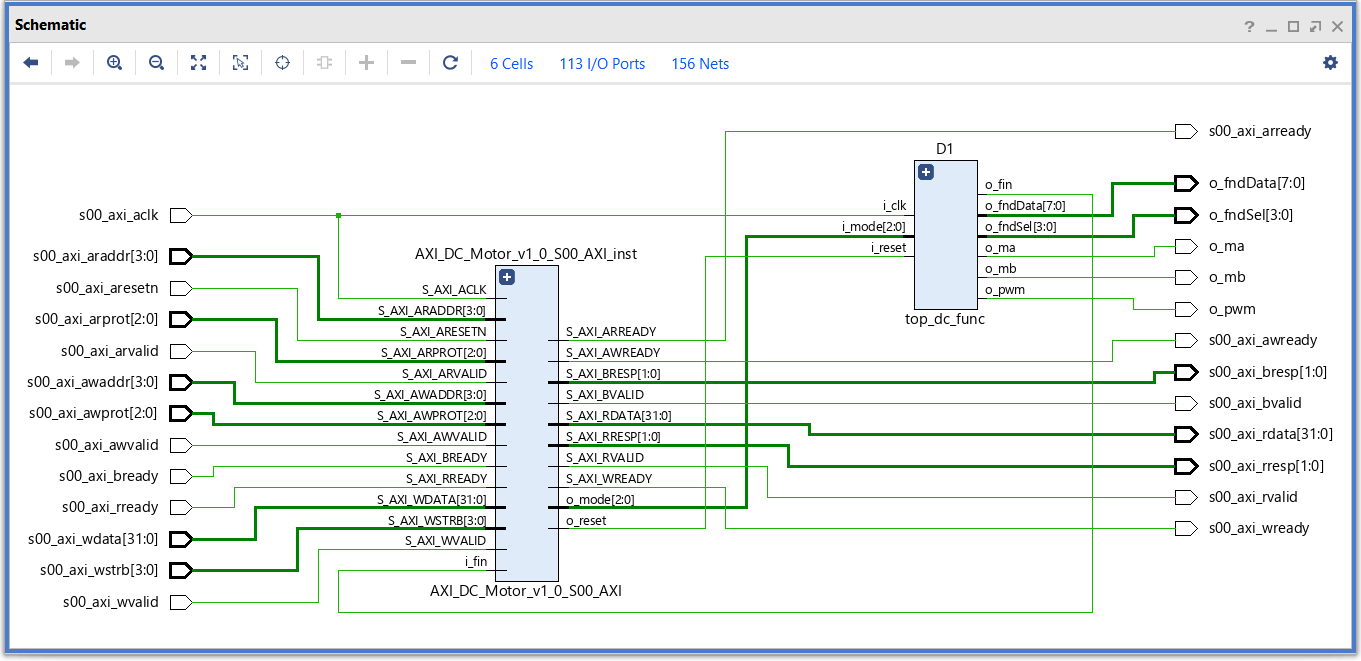 Schematic
?
6 Cells 113 I/O Ports 156 Nets
s00_axi_aclk
s00_axi_araddr[3:0]
s00_axi_aresetn
s00_axi_arprot[2:0]
s00_axi_arvalid
s00_axi_awaddr[3:0]
s00_axi_awprot[2:0]
s00_axi_awvalid
s00_axi_bready
s00_axi_rready
s00_axi_wdata[31:0]
s00_axi_wstrb[3:0]
s00_axi_wvalid
AXI_DC_Motor_v1_0_S00_AXI_inst
S_AXI_ACLK
S_AXI_ARADDR[3:0]
S_AXI_ARESETN
S_AXI_ARPROT[2:0]
S_AXI_ARVALID
S_AXI_AWADDR[3:0]
S_AXI_AWPROT[2:0]
S_AXI_AWVALID
S_AXI_BREADY
S_AXI_RREADY
S_AXI_WDATA[31:0]
S_AXI_WSTRB[3:0]
S_AXI_WVALID
i_fin
S_AXI_ARREADY
S_AXI_AWREADY
S_AXI_BRESP[1:0]
S_AXI_BVALID
S_AXI_RDATA[31:0]
S_AXI_RRESP[1:0]
S_AXI_RVALID
S_AXI_WREADY
o_mode[2:0]
o_reset
AXI_DC_Motor_v1_0_S00_AXI
D1
i_clk
i_mode[2:0]
i_reset
o_fin
o_fndData[7:0]
o_fndSel[3:0]
o_ma
o_mb
o_pwm
top_dc_func
s00_axi_arready
o_fndData[7:0]
o_fndSel[3:0]
o_ma
o_mb
o_pwm
s00_axi_awready
s00_axi_bresp[1:0]
s00_axi_bvalid
s00_axi_rdata[31:0]
s00_axi_rresp[1:0]
s00_axi_rvalid
s00_axi_wready